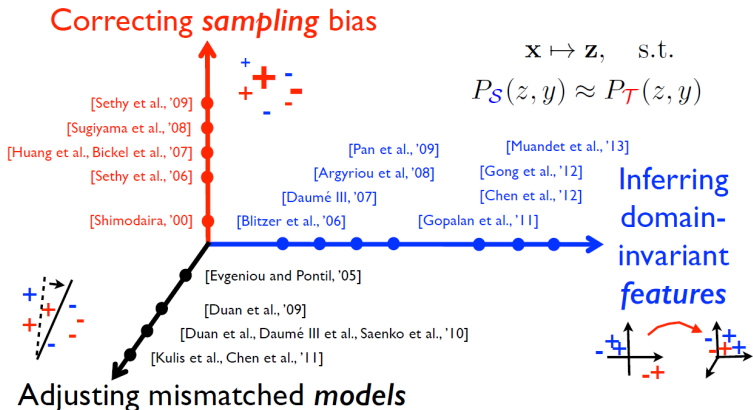 Correcting sampling bias
x ↦ z, s.t.
P_S(z, y) ≈ P_T(z, y)
[Sethy et al., '09]
[Sugiyama et al., '08]
[Huang et al., Bickel et al., '07]
[Sethy et al., '06]
[Shimodaira, '00]
[Pan et al., '09]
[Muandet et al., '13]
[Argyriou et al, '08]
[Gong et al., '12]
[Daumé III, '07]
[Chen et al., '12]
[Blitzer et al., '06]
[Gopalan et al., '11]
Inferring
domain-
invariant
features
[Evgeniou and Pontil, '05]
[Duan et al., '09]
[Duan et al., Daumé III et al., Saenko et al., '10]
[Kulis et al., Chen et al., '11]
Adjusting mismatched models